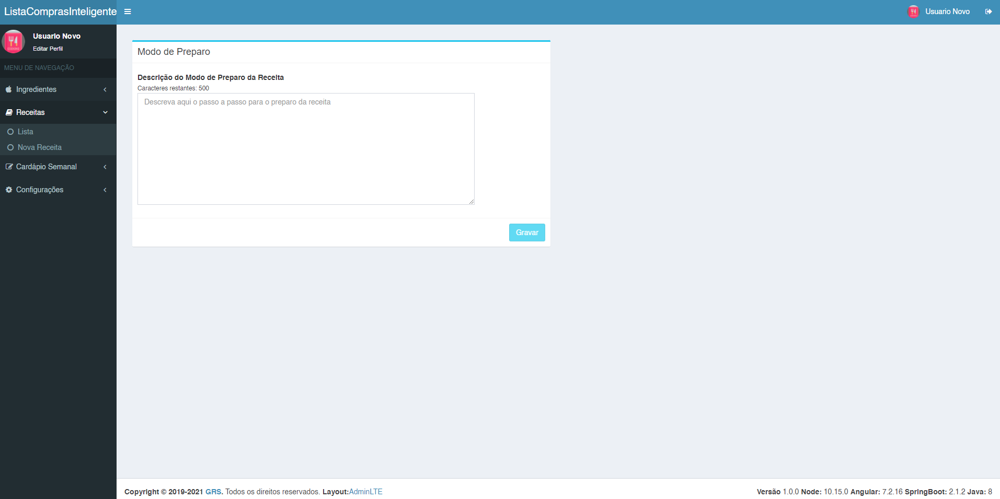 ListaComprasInteligente
Usuario Novo
Usuario Novo
Editar Perfil
MENU DE NAVEGAÇÃO
Ingredientes
Receitas
Lista
Nova Receita
Cardápio Semanal
Configurações
Modo de Preparo
Descrição do Modo de Preparo da Receita
Caracteres restantes: 500
Descreva aqui o passo a passo para o preparo da receita
Gravar
Copyright © 2019-2021 GRS. Todos os direitos reservados. Layout:AdminLTE
Versão 1.0.0 Node: 10.15.0 Angular: 7.2.16 SpringBoot: 2.1.2 Java: 8